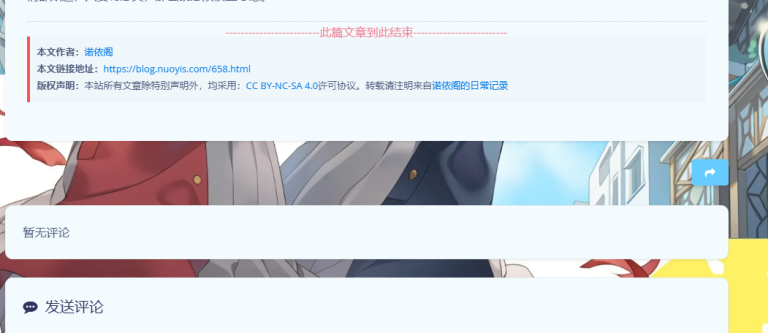 -------------------------此篇文章到此结束-------------------------
本文作者：诺依阁
本文链接地址：https://blog.nuoyis.com/658.html
版权声明：本站所有文章除特别声明外，均采用：CC BY-NC-SA 4.0许可协议。转载请注明来自诺依阁的日常记录
暂无评论
发送评论